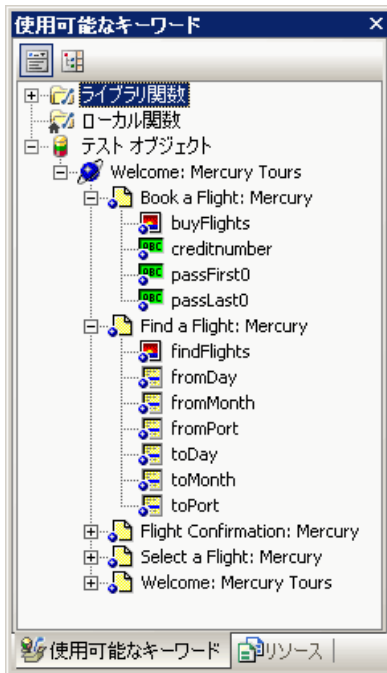 使用可能なキーワード
ライブラリ関数
ローカル関数
テスト オブジェクト
Welcome: Mercury Tours
Book a Flight: Mercury
buyFlights
creditnumber
passFirst0
passLast0
Find a Flight: Mercury
findFlights
fromDay
fromMonth
fromPort
toDay
toMonth
toPort
Flight Confirmation: Mercury
Select a Flight: Mercury
Welcome: Mercury Tours
使用可能なキーワード リソース